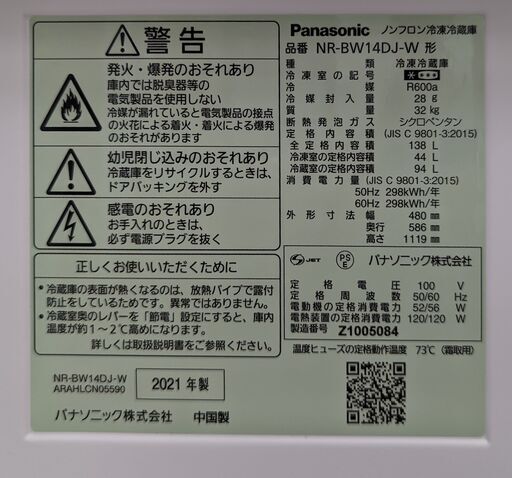 警告
発火・爆発のおそれあり
庫内では脱臭器等の
電気製品を使用しない
冷媒が漏れていると電気製品の接点
の火花による着火・着火で爆発
のおそれがあります
幼児閉じ込みのおそれあり
冷蔵庫をリサイクルするときは、
ドアパッキングを外す
感電のおそれあり
お手入れのときは、
必ず電源プラグを抜く
正しくお使いいただくために
●冷蔵庫の表面が熱くなるのは、放熱パイプで露付
防止をしているためです。異常ではありません。
●冷蔵室奥のレバーを「節電」設定にすると、庫内
温度が約1～2℃高めになります。
詳しくは取扱説明書をご参照ください。
NR-BW14DJ-W
ARAHLCN05590
2021年製
パナソニック株式会社 中国製
Panasonic ノンフロン冷凍冷蔵庫
品番 NR-BW14DJ-W 形
種類 冷凍冷蔵庫
冷凍室の記号
冷媒 R600a
冷媒封入量 28 g
質量 32 kg
断熱発泡ガス シクロペンタン
定格内容積 (JIS C 9801-3:2015)
全定格内容積 138 L
冷凍室の定格内容積 44 L
冷蔵室の定格内容積 94 L
消費電力量 (JIS C 9801-3:2015)
50Hz 298kWh/年
60Hz 298kWh/年
外形寸法 幅 480 mm
奥行 586 mm
高さ 1119 mm
JET PS E パナソニック株式会社
定格電圧 100 V
定格周波数 50/60 Hz
電動機の定格消費電力 52/56 W
電熱装置の定格消費電力 120/120 W
製造番号 Z1005084
温度ヒューズの定格動作温度 73℃ (霜取用)